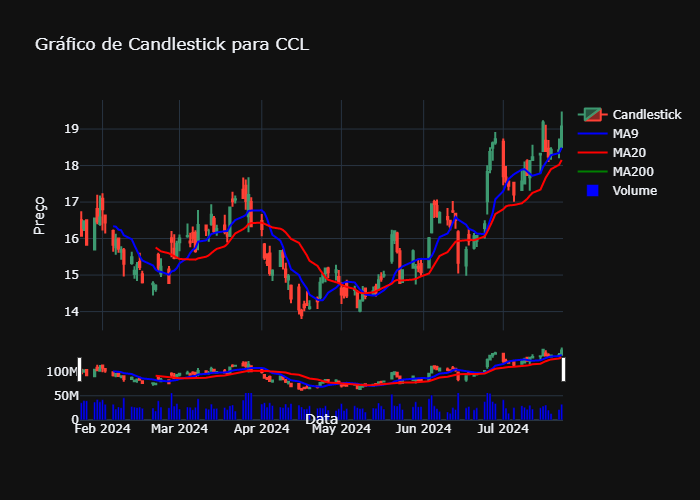 Gráfico de Candlestick para CCL
Candlestick
MA9
MA20
MA200
Volume
Preço
19
18
17
16
15
14
100M
50M
0
Feb 2024 Mar 2024 Apr 2024 May 2024 Jun 2024 Jul 2024
Data